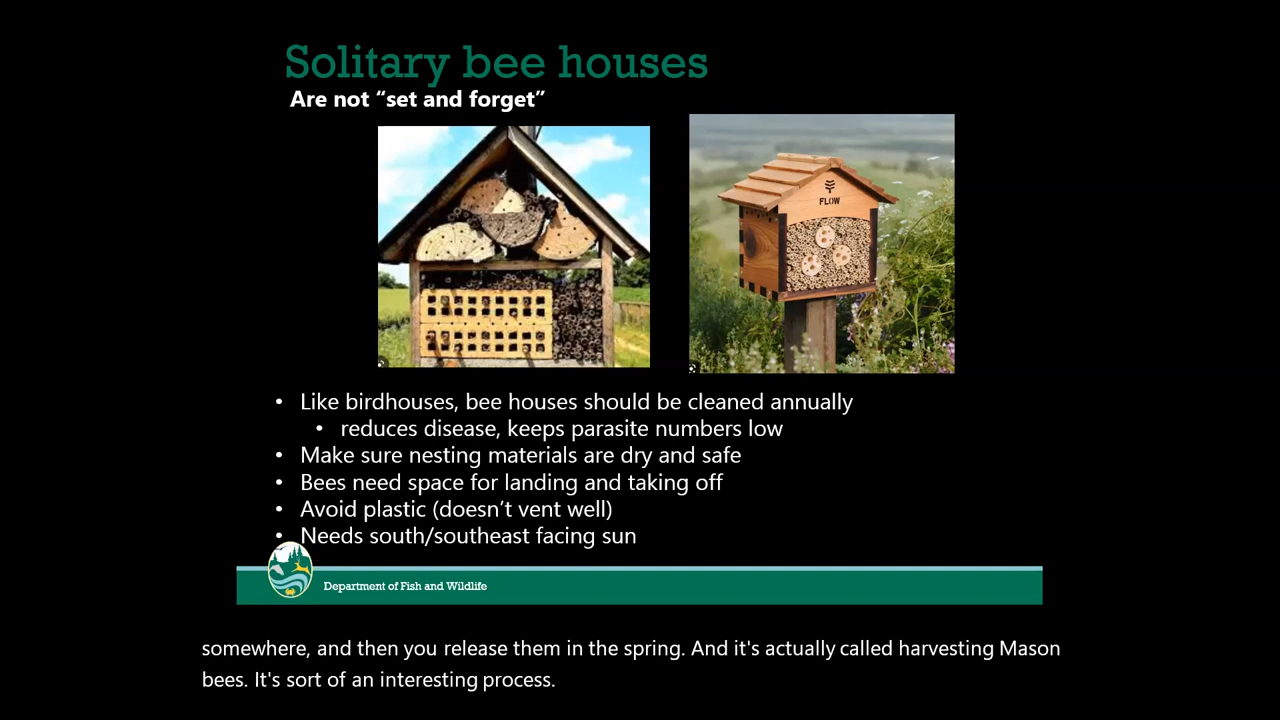 Solitary bee houses
Are not “set and forget”
FLOW
• Like birdhouses, bee houses should be cleaned annually
• reduces disease, keeps parasite numbers low
• Make sure nesting materials are dry and safe
• Bees need space for landing and taking off
• Avoid plastic (doesn’t vent well)
• Needs south/southeast facing sun
Department of Fish and Wildlife
somewhere, and then you release them in the spring. And it's actually called harvesting Mason
bees. It's sort of an interesting process.